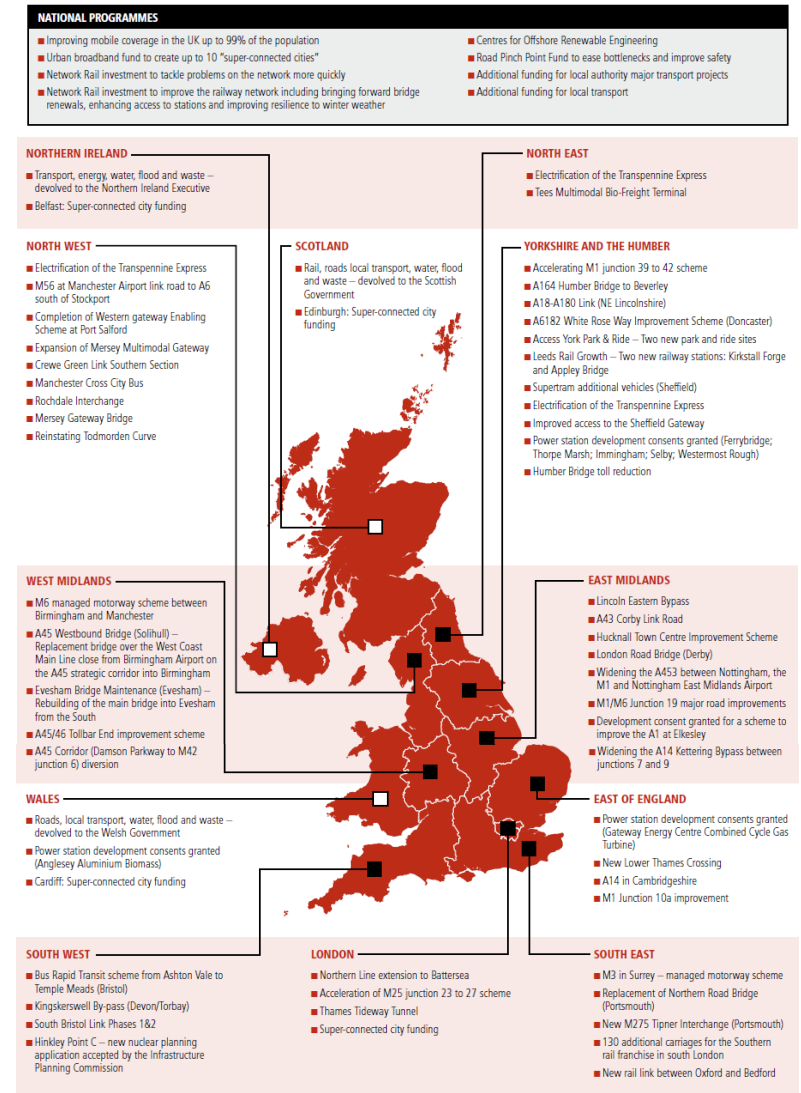 NATIONAL PROGRAMMES
■ Improving mobile coverage in the UK up to 99% of the population
■ Urban broadband fund to create up to 10 “super-connected cities”
■ Network Rail investment to tackle problems on the network more quickly
■ Network Rail investment to improve the railway network including bringing forward bridge
renewals, enhancing access to stations and improving resilience to winter weather
■ Centres for Offshore Renewable Engineering
■ Road Pinch Point Fund to ease bottlenecks and improve safety
■ Additional funding for local authority major transport projects
■ Additional funding for local transport
NORTHERN IRELAND
■ Transport, energy, water, flood and waste –
devolved to the Northern Ireland Executive
■ Belfast: Super-connected city funding
NORTH EAST
■ Electrification of the Transpennine Express
■ Tees Multimodal Bio-Freight Terminal
NORTH WEST
■ Electrification of the Transpennine Express
■ M56 at Manchester Airport link road to A6
south of Stockport
■ Completion of Western gateway Enabling
Scheme at Port Salford
■ Expansion of Mersey Multimodal Gateway
■ Crewe Green Link Southern Section
■ Manchester Cross City Bus
■ Rochdale Interchange
■ Mersey Gateway Bridge
■ Reinstating Todmorden Curve
SCOTLAND
■ Rail, roads local transport, water, flood
and waste – devolved to the Scottish
Government
■ Edinburgh: Super-connected city
funding
YORKSHIRE AND THE HUMBER
■ Accelerating M1 junction 39 to 42 scheme
■ A164 Humber Bridge to Beverley
■ A18-A180 Link (NE Lincolnshire)
■ A6182 White Rose Way Improvement Scheme (Doncaster)
■ Access York Park & Ride – Two new park and ride sites
■ Leeds Rail Growth – Two new railway stations: Kirkstall Forge
and Appley Bridge
■ Supertram additional vehicles (Sheffield)
■ Electrification of the Transpennine Express
■ Improved access to the Sheffield Gateway
■ Power station development consents granted (Ferrybridge;
Thorpe Marsh; Immingham; Selby; Westermost Rough)
■ Humber Bridge toll reduction
WEST MIDLANDS
■ M6 managed motorway scheme between
Birmingham and Manchester
■ A45 Westbound Bridge (Solihull) –
Replacement bridge over the West Coast
Main Line close from Birmingham Airport on
the A45 strategic corridor into Birmingham
■ Evesham Bridge Maintenance (Evesham) –
Rebuilding of the main bridge into Evesham
from the South
■ A45/46 Tollbar End improvement scheme
■ A45 Corridor (Damson Parkway to M42
junction 6) diversion
EAST MIDLANDS
■ Lincoln Eastern Bypass
■ A43 Corby Link Road
■ Hucknall Town Centre Improvement Scheme
■ London Road Bridge (Derby)
■ Widening the A453 between Nottingham, the
M1 and Nottingham East Midlands Airport
■ M1/M6 Junction 19 major road improvements
■ Development consent granted for a scheme to
improve the A1 at Elkesley
■ Widening the A14 Kettering Bypass between
junctions 7 and 9
WALES
■ Roads, local transport, water, flood and waste –
devolved to the Welsh Government
■ Power station development consents granted
(Anglesey Aluminium Biomass)
■ Cardiff: Super-connected city funding
EAST OF ENGLAND
■ Power station development consents granted
(Gateway Energy Centre Combined Cycle Gas
Turbine)
■ New Lower Thames Crossing
■ A14 in Cambridgeshire
■ M1 Junction 10a improvement
SOUTH WEST
■ Bus Rapid Transit scheme from Ashton Vale to
Temple Meads (Bristol)
■ Kingskerswell By-pass (Devon/Torbay)
■ South Bristol Link Phases 1&2
■ Hinkley Point C – new nuclear planning
application accepted by the Infrastructure
Planning Commission
LONDON
■ Northern Line extension to Battersea
■ Acceleration of M25 junction 23 to 27 scheme
■ Thames Tideway Tunnel
■ Super-connected city funding
SOUTH EAST
■ M3 in Surrey – managed motorway scheme
■ Replacement of Northern Road Bridge
(Portsmouth)
■ New M275 Tipner Interchange (Portsmouth)
■ 130 additional carriages for the Southern
rail franchise in south London
■ New rail link between Oxford and Bedford